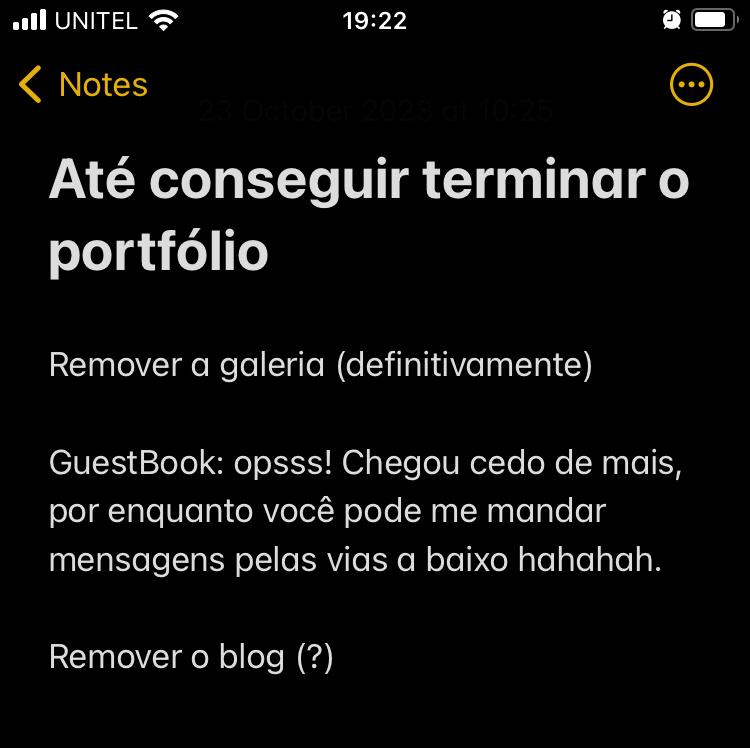 UNITEL 19:22
Notes
23 October 2023 at 10:25
Até conseguir terminar o
portfólio
Remover a galeria (definitivamente)
GuestBook: opsss! Chegou cedo de mais,
por enquanto você pode me mandar
mensagens pelas vias a baixo hahahah.
Remover o blog (?)